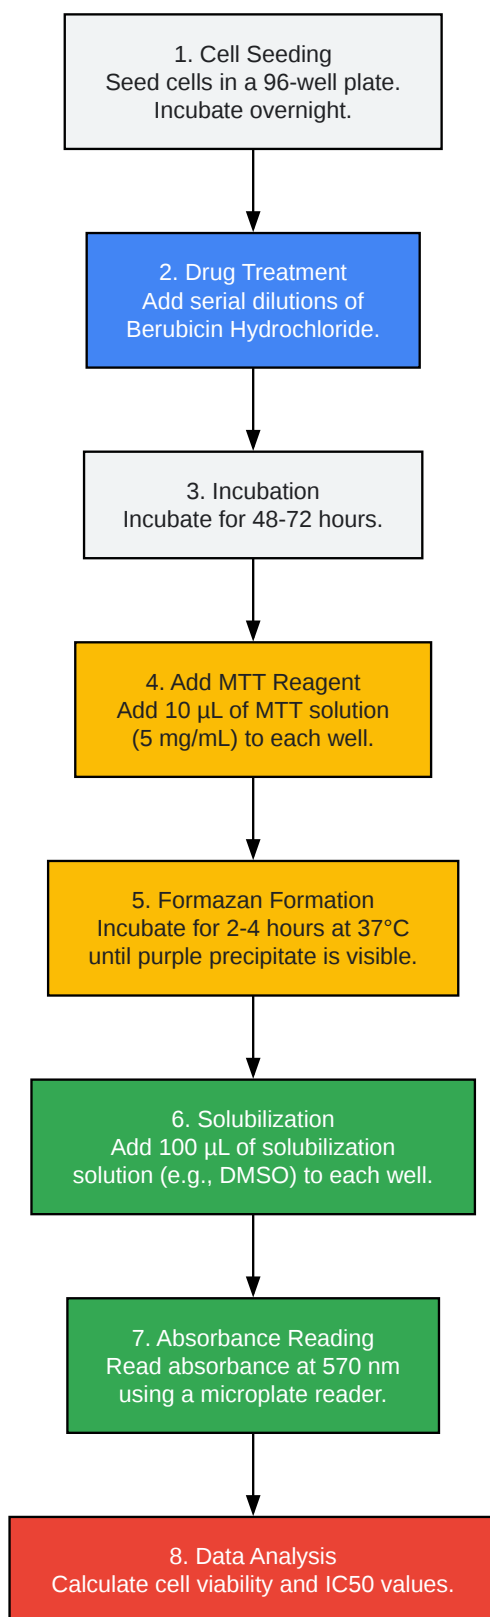 1. Cell Seeding
Seed cells in a 96-well plate.
Incubate overnight.
2. Drug Treatment
Add serial dilutions of
Berubicin Hydrochloride.
3. Incubation
Incubate for 48-72 hours.
4. Add MTT Reagent
Add 10 µL of MTT solution
(5 mg/mL) to each well.
5. Formazan Formation
Incubate for 2-4 hours at 37°C
until purple precipitate is visible.
6. Solubilization
Add 100 µL of solubilization
solution (e.g., DMSO) to each well.
7. Absorbance Reading
Read absorbance at 570 nm
using a microplate reader.
8. Data Analysis
Calculate cell viability and IC50 values.